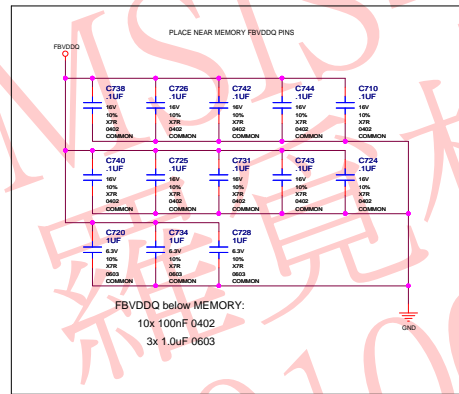 PLACE NEAR MEMORY FBVDDQ PINS
FBVDDQ
C738
.1UF
16V
10%
X7R
0402
COMMON
C726
.1UF
16V
10%
X7R
0402
COMMON
C742
.1UF
16V
10%
X7R
0402
COMMON
C744
.1UF
16V
10%
X7R
0402
COMMON
C710
.1UF
16V
10%
X7R
0402
COMMON
C740
.1UF
16V
10%
X7R
0402
COMMON
C725
.1UF
16V
10%
X7R
0402
COMMON
C731
.1UF
16V
10%
X7R
0402
COMMON
C743
.1UF
16V
10%
X7R
0402
COMMON
C724
.1UF
16V
10%
X7R
0402
COMMON
C720
1UF
6.3V
10%
X7R
0603
COMMON
C734
1UF
6.3V
10%
X7R
0603
COMMON
C728
1UF
6.3V
10%
X7R
0603
COMMON
FBVDDQ below MEMORY:
10x 100nF 0402
3x 1.0uF 0603
GND